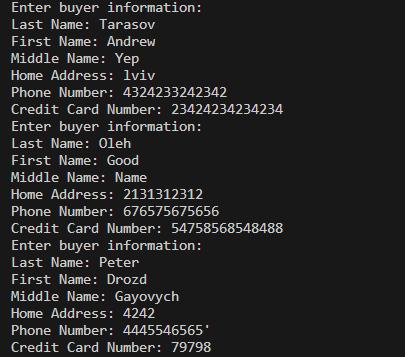 Enter buyer information:
Last Name: Tarasov
First Name: Andrew
Middle Name: Yep
Home Address: lviv
Phone Number: 4324233242342
Credit Card Number: 23424234234234
Enter buyer information:
Last Name: Oleh
First Name: Good
Middle Name: Name
Home Address: 2131312312
Phone Number: 676575675656
Credit Card Number: 54758568548488
Enter buyer information:
Last Name: Peter
First Name: Drozd
Middle Name: Gayovych
Home Address: 4242
Phone Number: 4445546565'
Credit Card Number: 79798